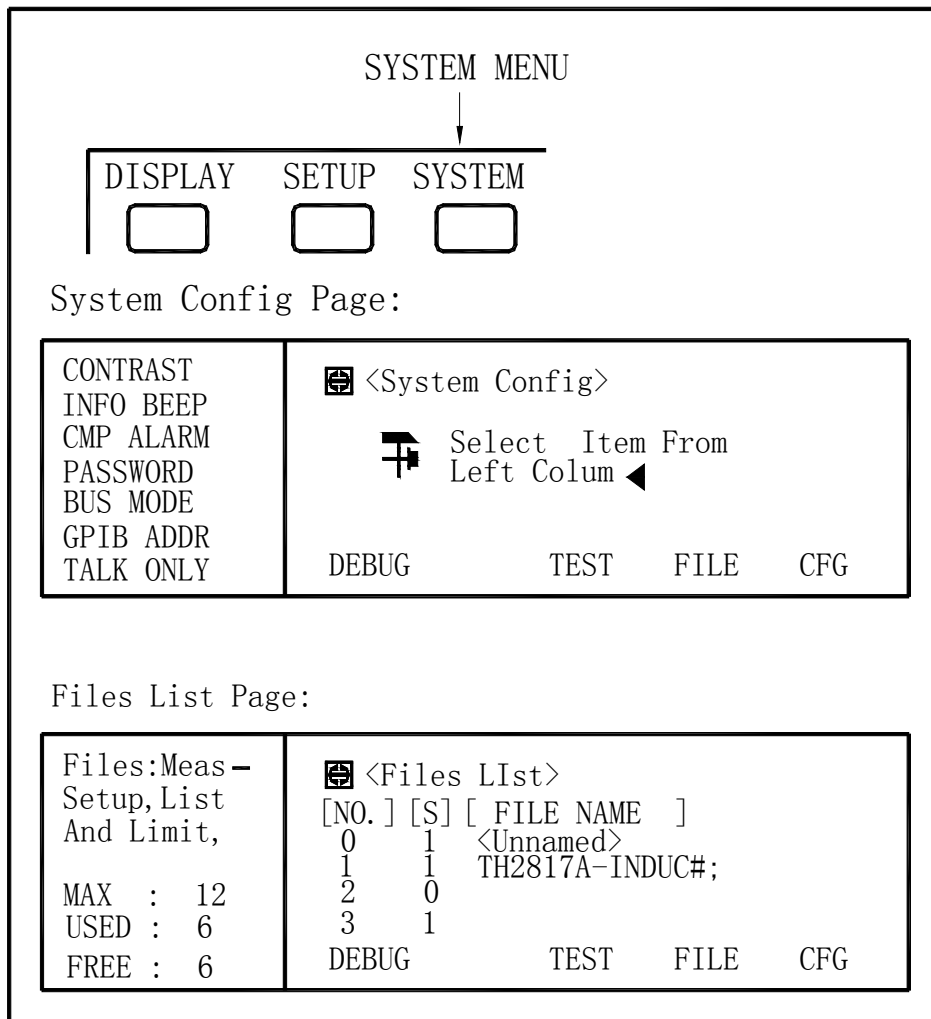 SYSTEM MENU
DISPLAY SETUP SYSTEM
System Config Page:
CONTRAST
INFO BEEP
CMP ALARM
PASSWORD
BUS MODE
GPIB ADDR
TALK ONLY
<System Config>
Select Item From
Left Colum
DEBUG TEST FILE CFG
Files List Page:
Files:Meas-
Setup,List
And Limit,
MAX : 12
USED : 6
FREE : 6
<Files LIst>
[NO.] [S] [ FILE NAME ]
0 1 <Unnamed>
1 1 TH2817A-INDUC#;
2 0
3 1
DEBUG TEST FILE CFG